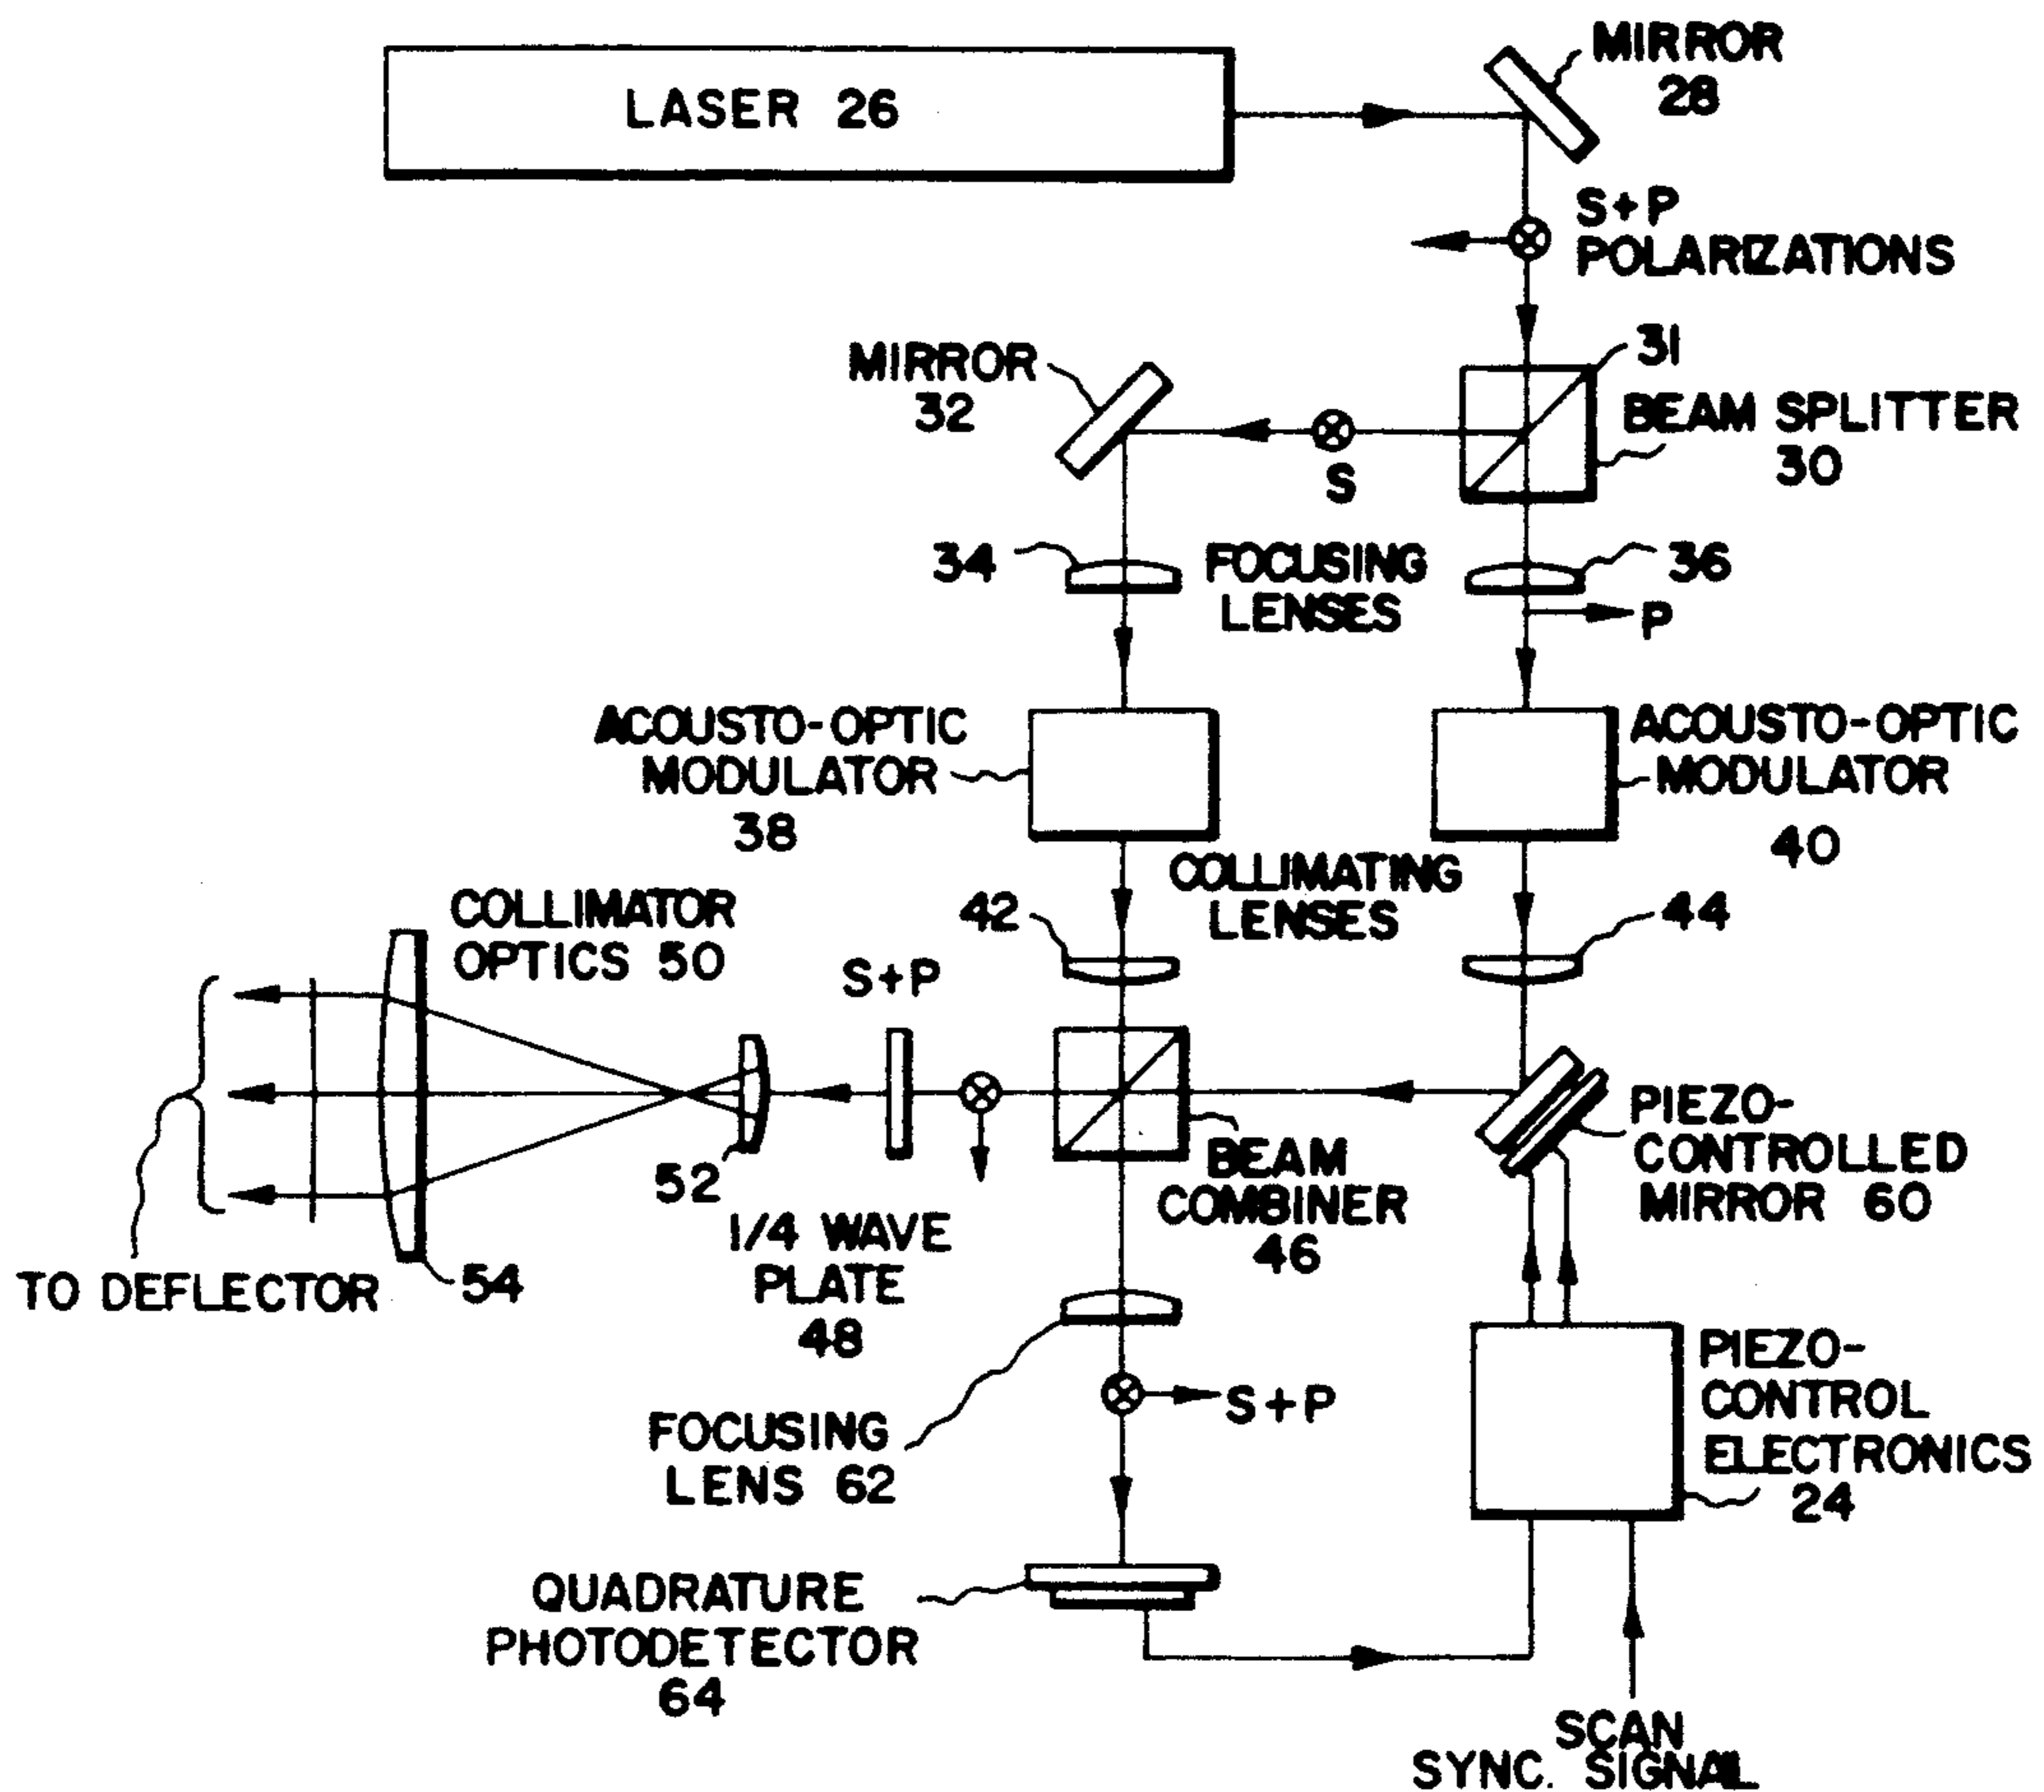 LASER 26
MIRROR
28
S+P
POLARIZATIONS
MIRROR
32
31
BEAM SPLITTER
30
S
34
FOCUSING
LENSES
36
P
ACOUSTO-OPTIC
MODULATOR
38
ACOUSTO-OPTIC
MODULATOR
40
COLLIMATING
LENSES
42
44
COLLIMATOR
OPTICS 50
S+P
52
1/4 WAVE
PLATE
48
BEAM
COMBINER
46
PIEZO-
CONTROLLED
MIRROR 60
TO DEFLECTOR
54
FOCUSING
LENS 62
S+P
PIEZO-
CONTROL
ELECTRONICS
24
QUADRATURE
PHOTODETECTOR
64
SCAN
SYNC. SIGNAL